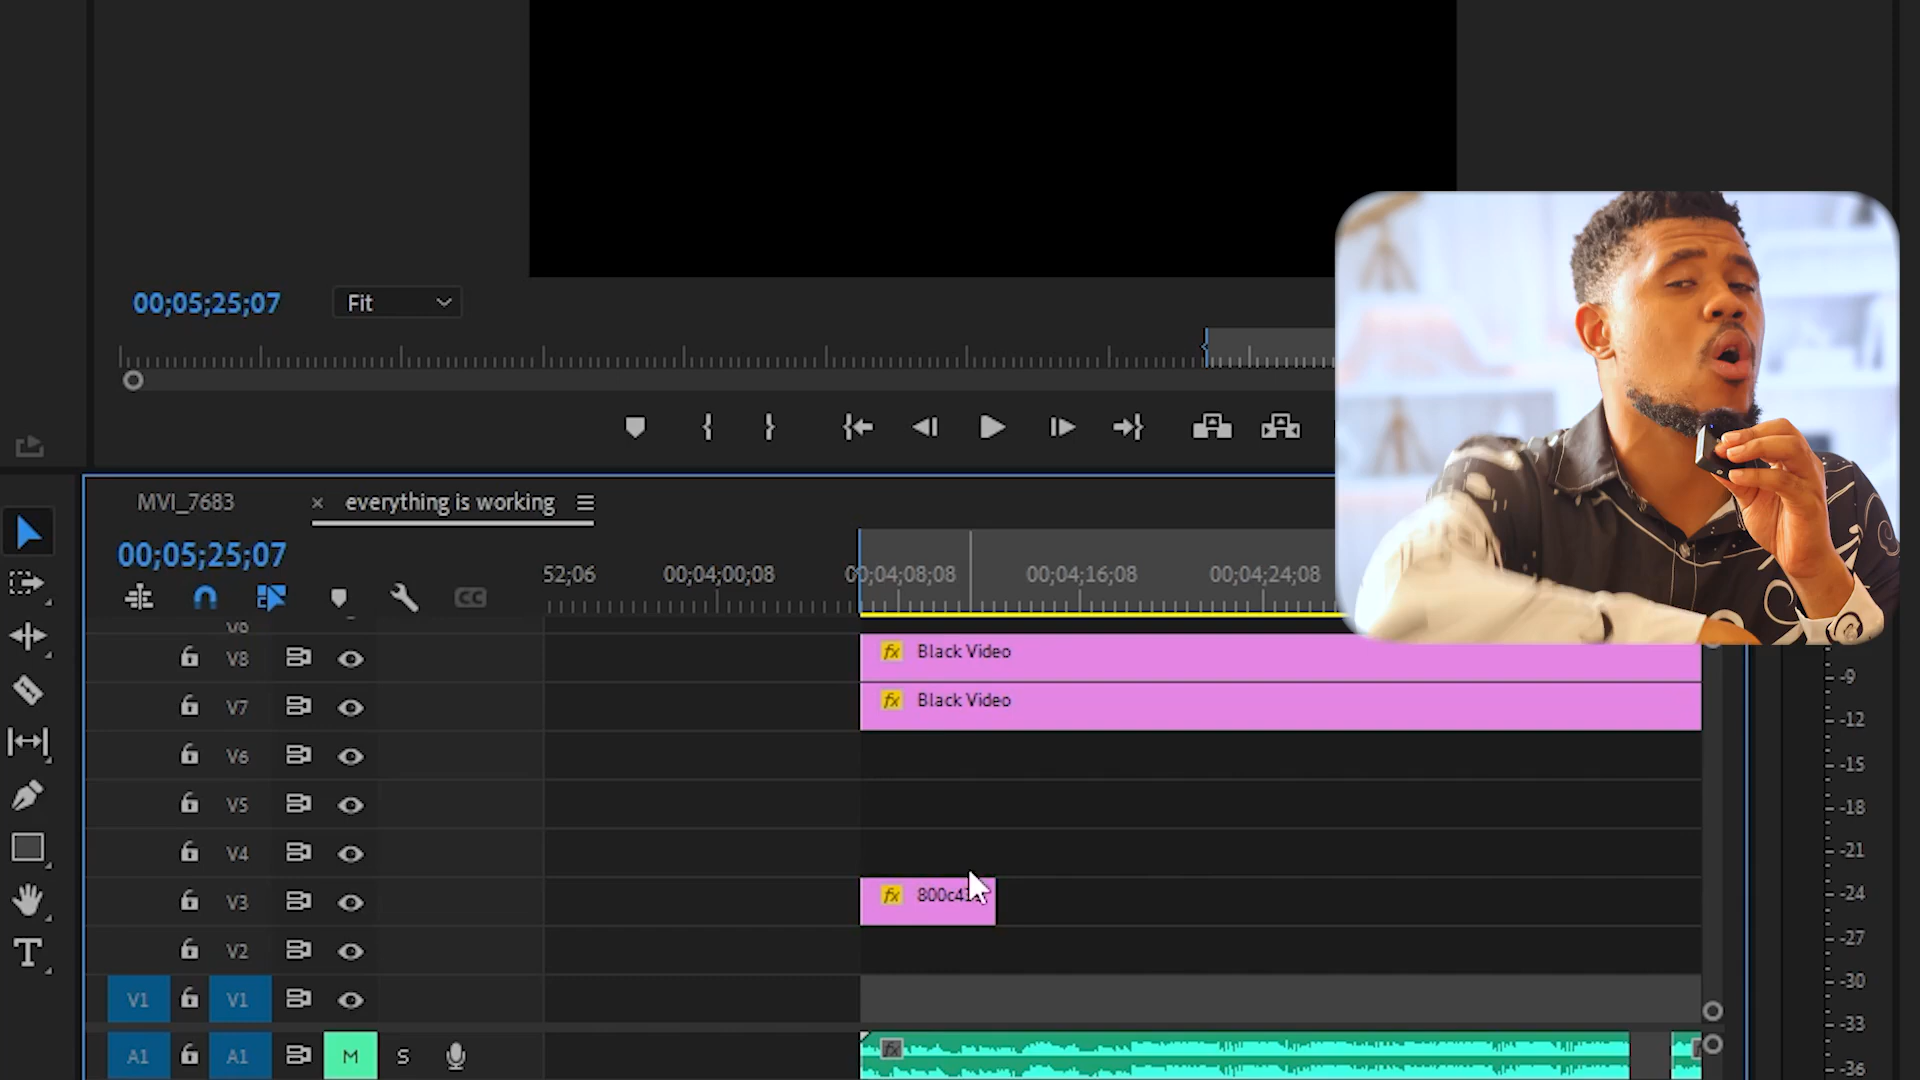 00;05;25;07
Fit
MVI_7683
× everything is working
00;05;25;07
52;06
00;04;00;08
00;04;08;08
00;04;16;08
00;04;24;08
CC
V8
fx Black Video
V7
fx Black Video
V6
V5
V4
V3
fx
V2
V1 V1
A1 A1 M S
fx
T
-9
-12
-15
-18
-21
-24
-27
-30
-33
-36